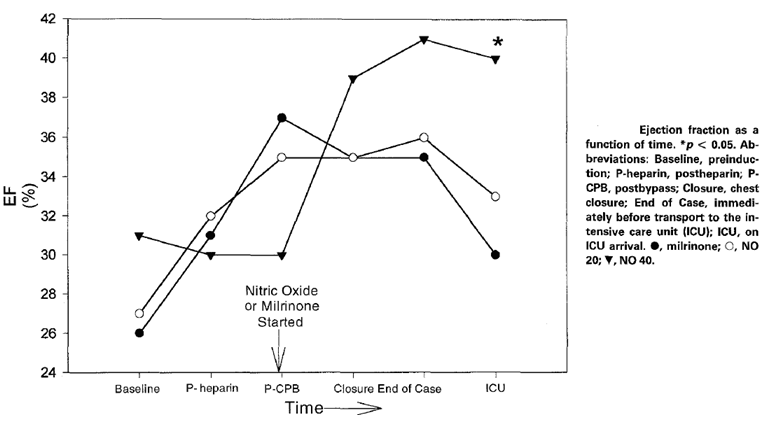 42
40
38
36
34
32
30
28
26
24
EF
(%)
*
Nitric Oxide
or Milrinone
Started
Baseline P-heparin P-CPB Closure End of Case ICU
Time
Ejection fraction as a
function of time. *p < 0.05. Ab-
breviations: Baseline, preinduc-
tion; P-heparin, postheparin; P-
CPB, postbypass; Closure, chest
closure; End of Case, immedi-
ately before transport to the in-
tensive care unit (ICU); ICU, on
ICU arrival. ●, milrinone; ○, NO
20; ▼, NO 40.